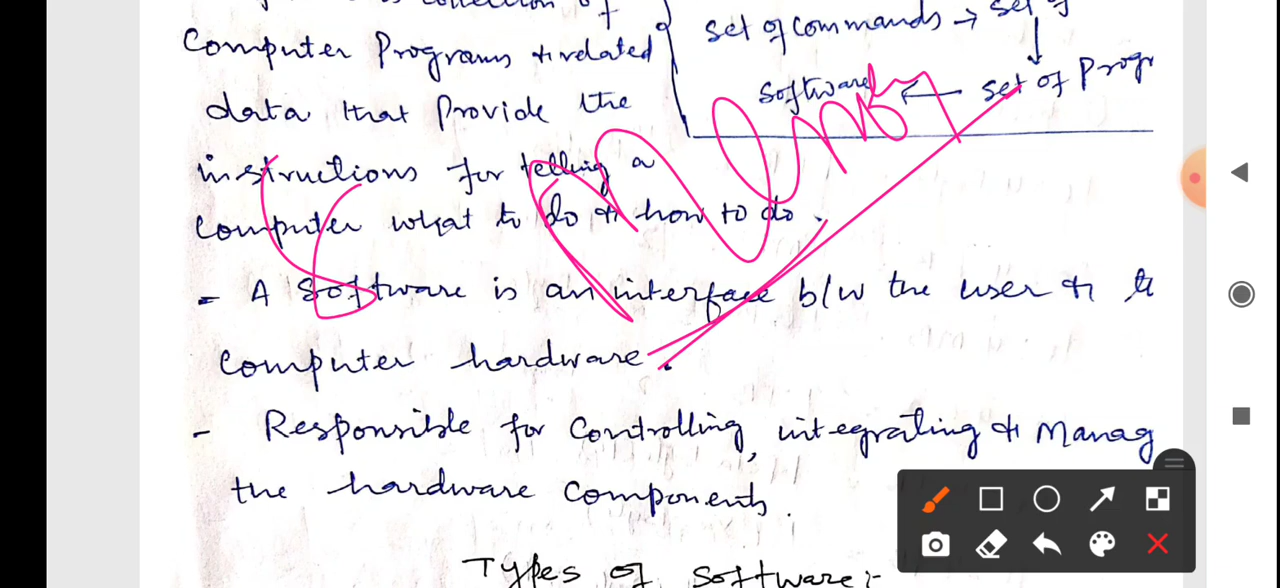 collection of
Computer Programs & related
data that provide the
instructions for telling a
computer what to do & how to do.
set of commands → set of
software ← set of Progr
- A software is an interface b/w the user &
computer hardware.
- Responsible for controlling, integrating & Manag
the hardware components.
Types of software:-